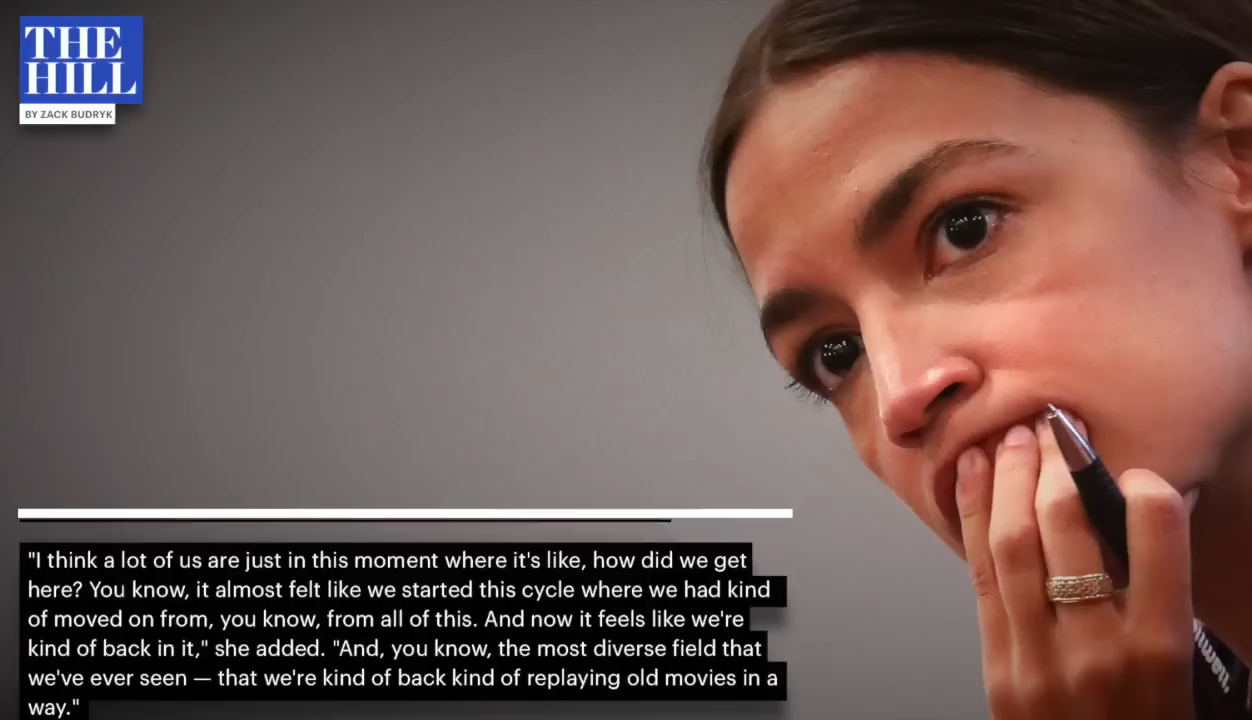 THE
HILL
BY ZACK BUDRYK
"I think a lot of us are just in this moment where it's like, how did we get
here? You know, it almost felt like we started this cycle where we had kind
of moved on from, you know, from all of this. And now it feels like we're
kind of back in it," she added. "And, you know, the most diverse field that
we've ever seen — that we're kind of back kind of replaying old movies in a
way."